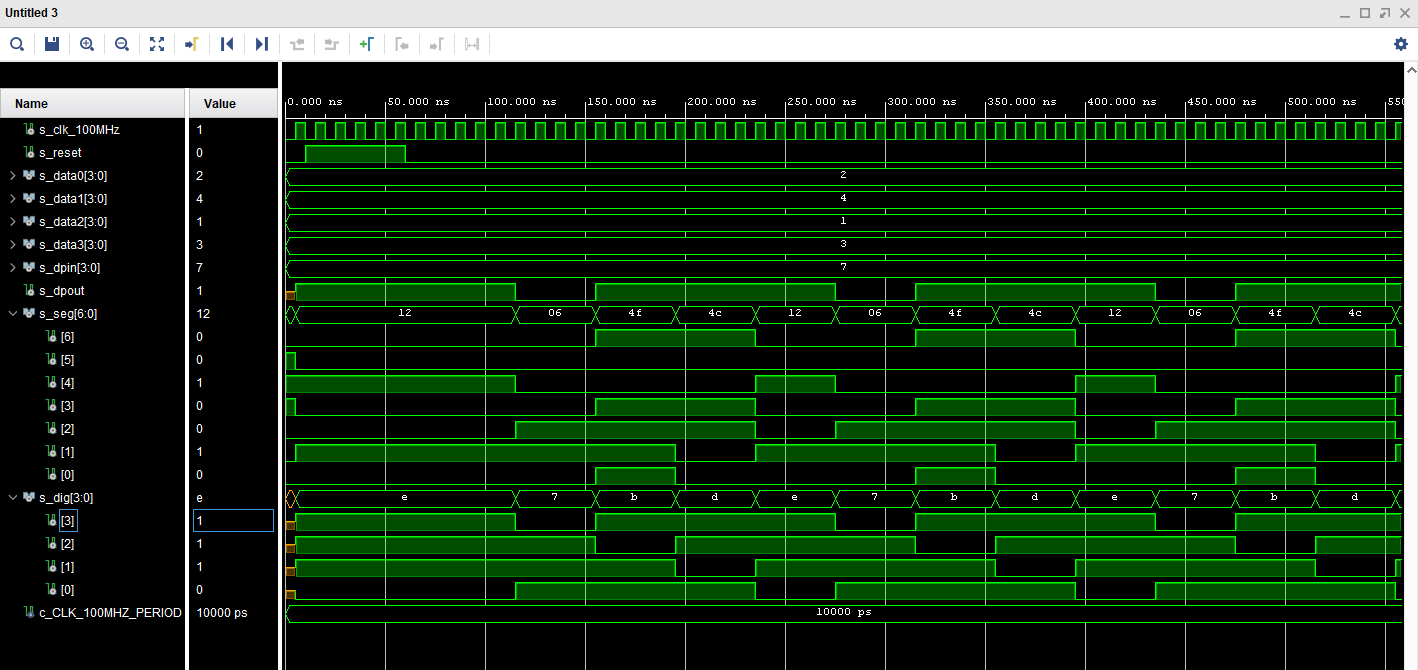 Untitled 3
Name Value 0.000 ns 50.000 ns 100.000 ns 150.000 ns 200.000 ns 250.000 ns 300.000 ns 350.000 ns 400.000 ns 450.000 ns 500.000 ns 550
s_clk_100MHz 1
s_reset 0
s_data0[3:0] 2 2
s_data1[3:0] 4 4
s_data2[3:0] 1 1
s_data3[3:0] 3 3
s_dpin[3:0] 7 7
s_dpout 1
s_seg[6:0] 12 12 06 4f 4c 12 06 4f 4c 12 06 4f 4c
[6] 0
[5] 0
[4] 1
[3] 0
[2] 0
[1] 1
[0] 0
s_dig[3:0] e e 7 b d e 7 b d e 7 b d
[3] 1
[2] 1
[1] 1
[0] 0
c_CLK_100MHZ_PERIOD 10000 ps 10000 ps